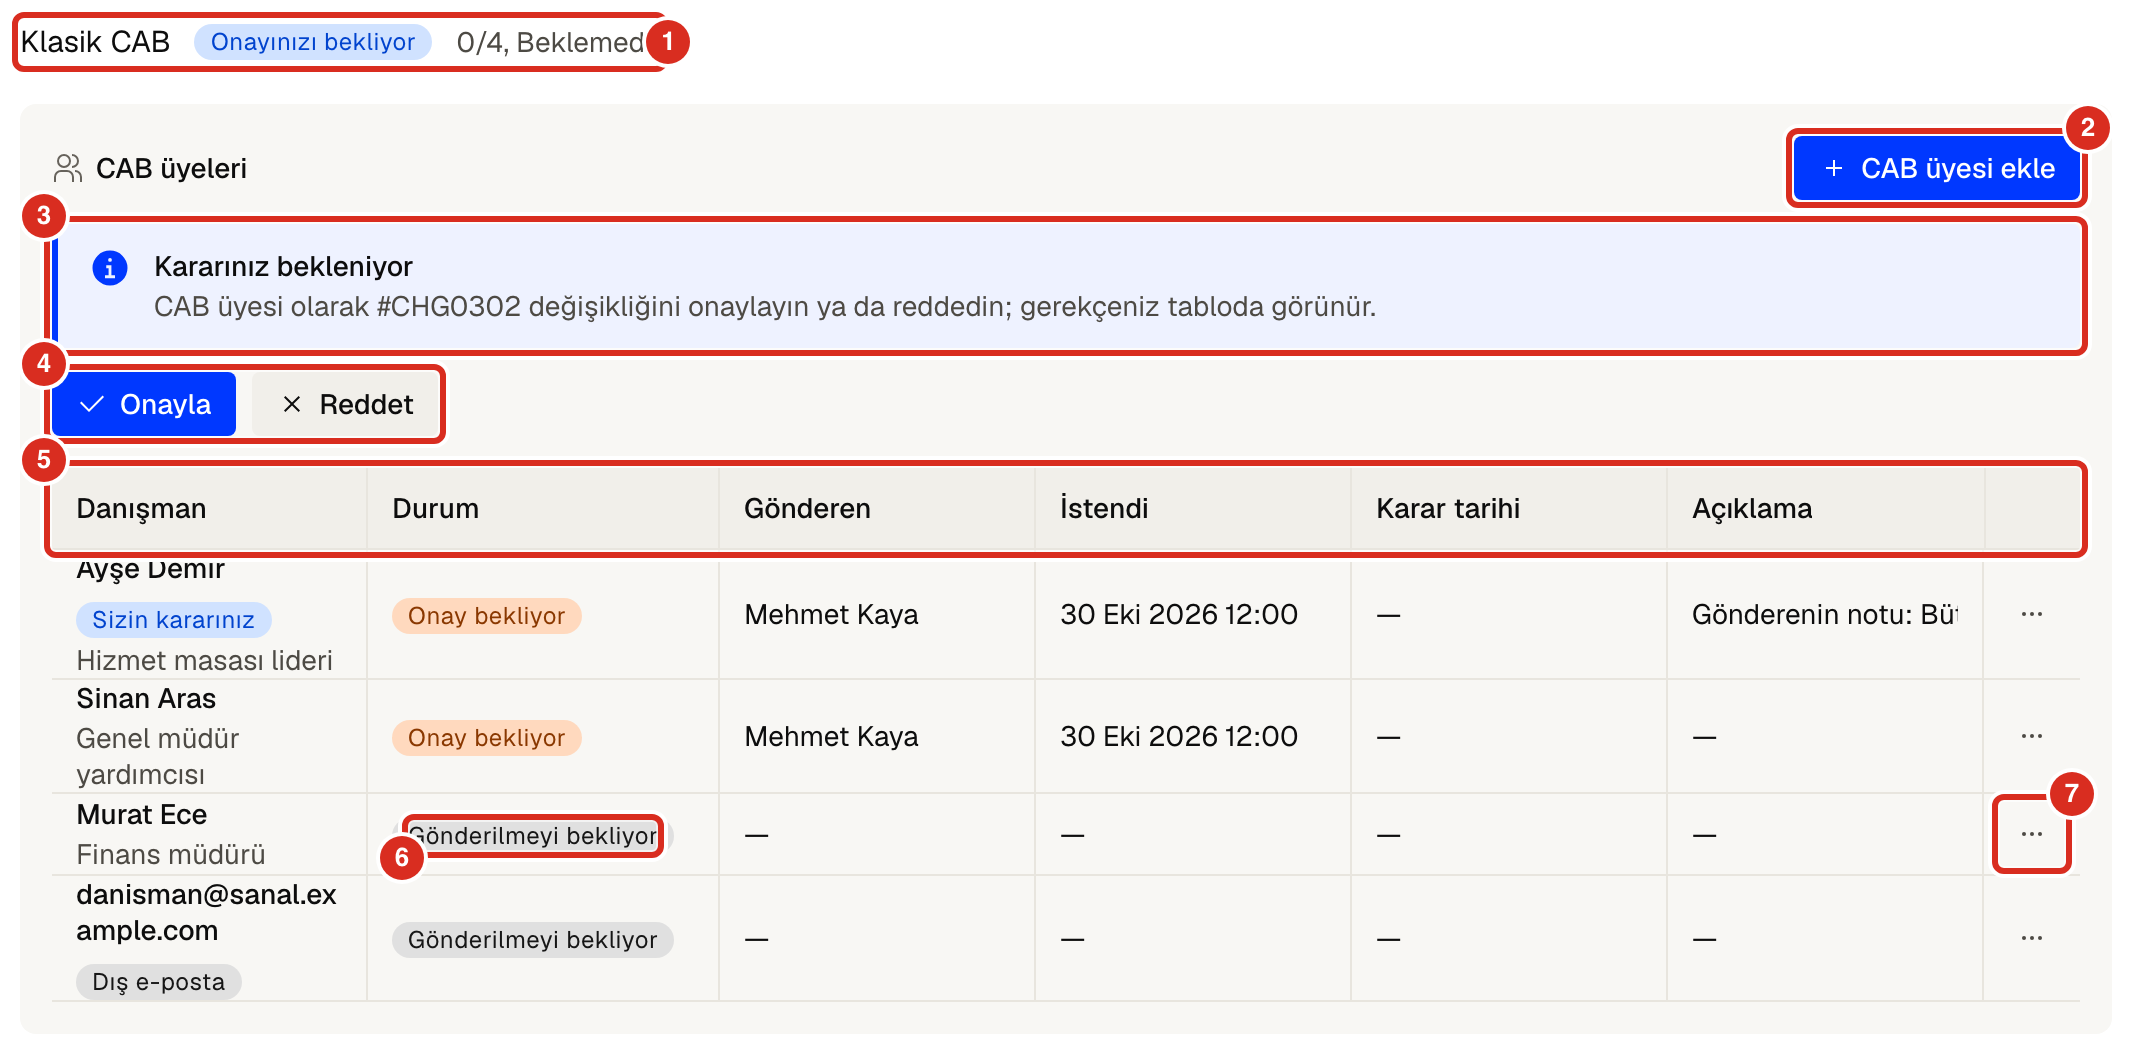 Klasik CAB Onayınızı bekliyor 0/4, Beklemed
1
2
CAB üyeleri
+ CAB üyesi ekle
3
Kararınız bekleniyor
CAB üyesi olarak #CHG0302 değişikliğini onaylayın ya da reddedin; gerekçeniz tabloda görünür.
4
Onayla
Reddet
5
Danışman Durum Gönderen İstendi Karar tarihi Açıklama
Ayşe Demir
Sizin kararınız
Hizmet masası lideri
Onay bekliyor Mehmet Kaya 30 Eki 2026 12:00 — Gönderenin notu: Büt ...
Sinan Aras
Genel müdür
yardımcısı
Onay bekliyor Mehmet Kaya 30 Eki 2026 12:00 — — ...
7
Murat Ece
Finans müdürü
Gönderilmeyi bekliyor — — — — ...
6
danisman@sanal.ex
ample.com
Dış e-posta
Gönderilmeyi bekliyor — — — — ...